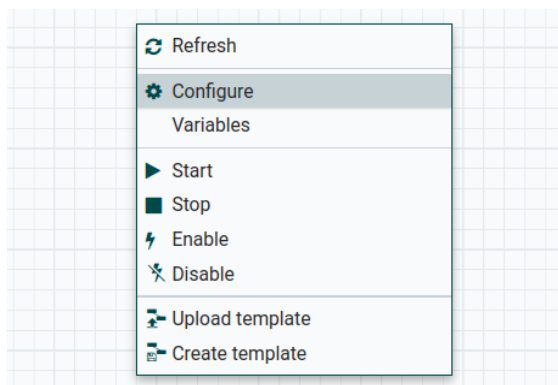 Refresh
Configure
Variables
Start
Stop
Enable
Disable
Upload template
Create template